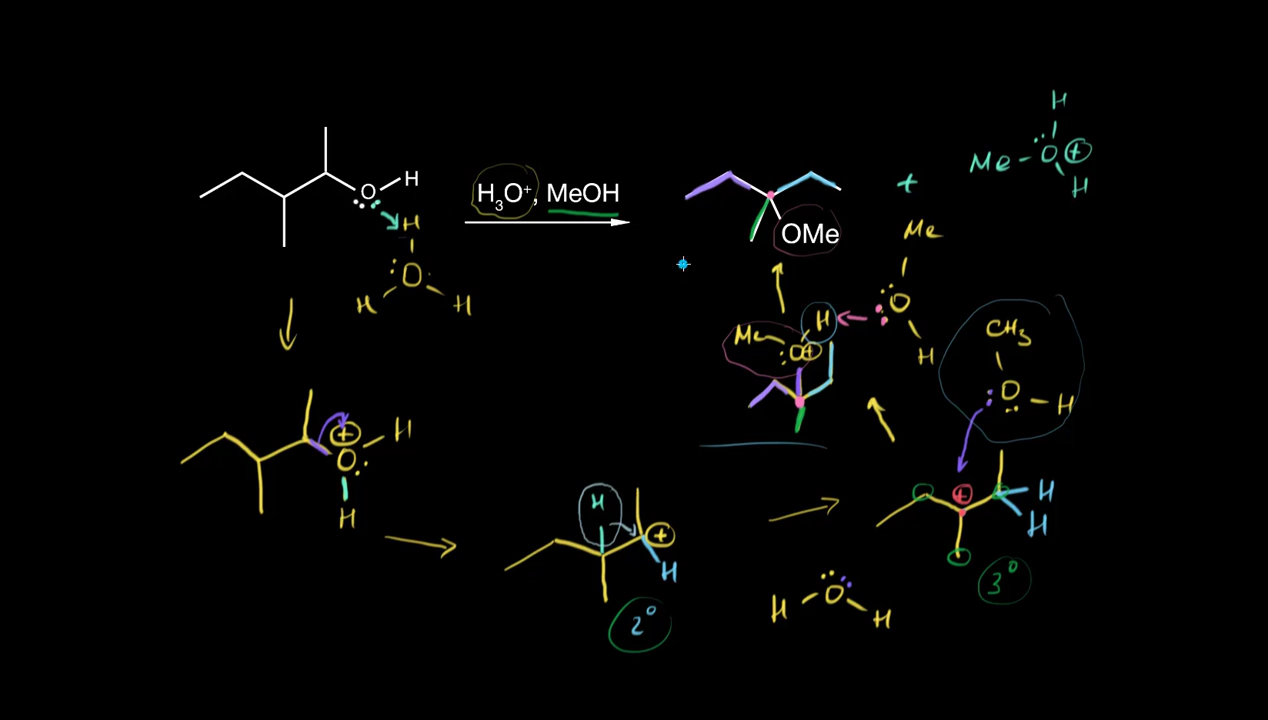 H
Me - O ⊕
H
O - H
H₃O⁺, MeOH
+
H
O
H H
OMe
Me
O
H
H
Me
O⊕
CH₃
O - H
⊕
O
H
H
H
⊕
H
2°
⊕
H
H
3°
O
H H